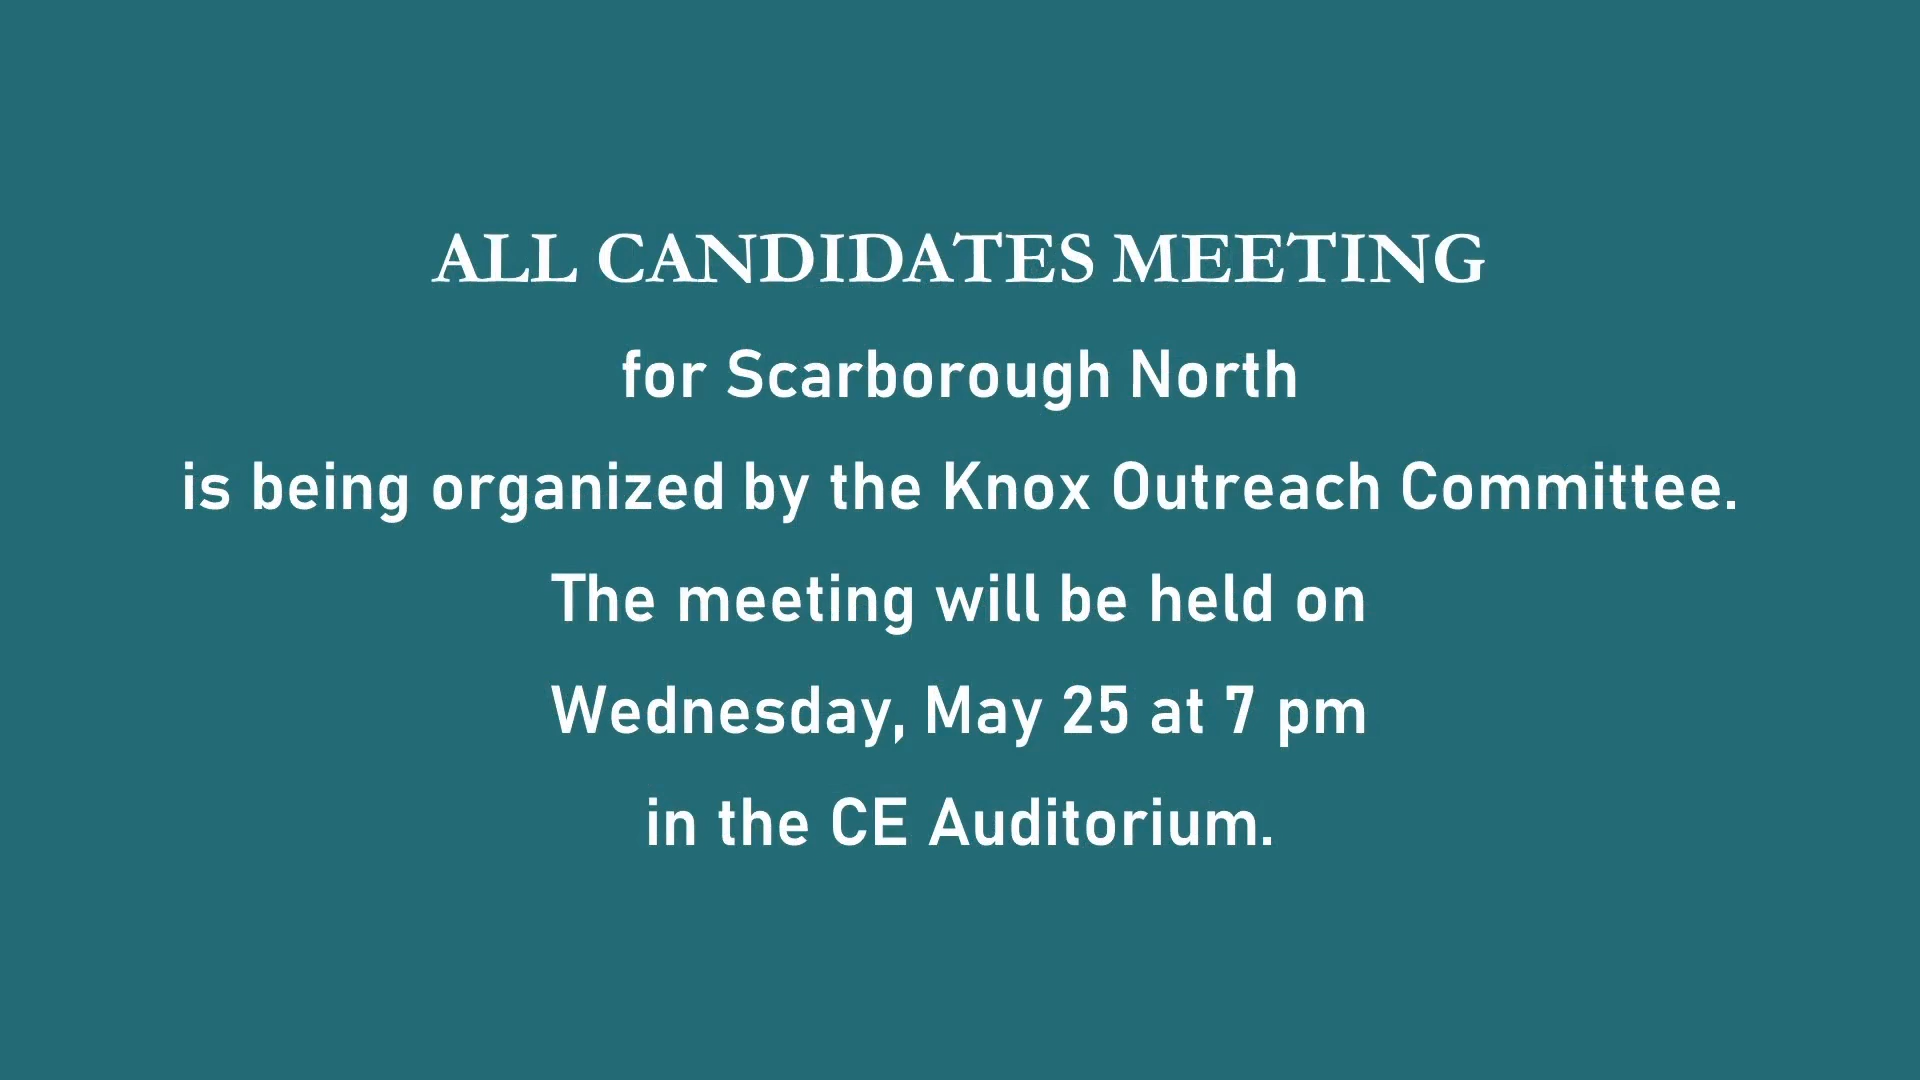 ALL CANDIDATES MEETING
for Scarborough North
is being organized by the Knox Outreach Committee.
The meeting will be held on
Wednesday, May 25 at 7 pm
in the CE Auditorium.